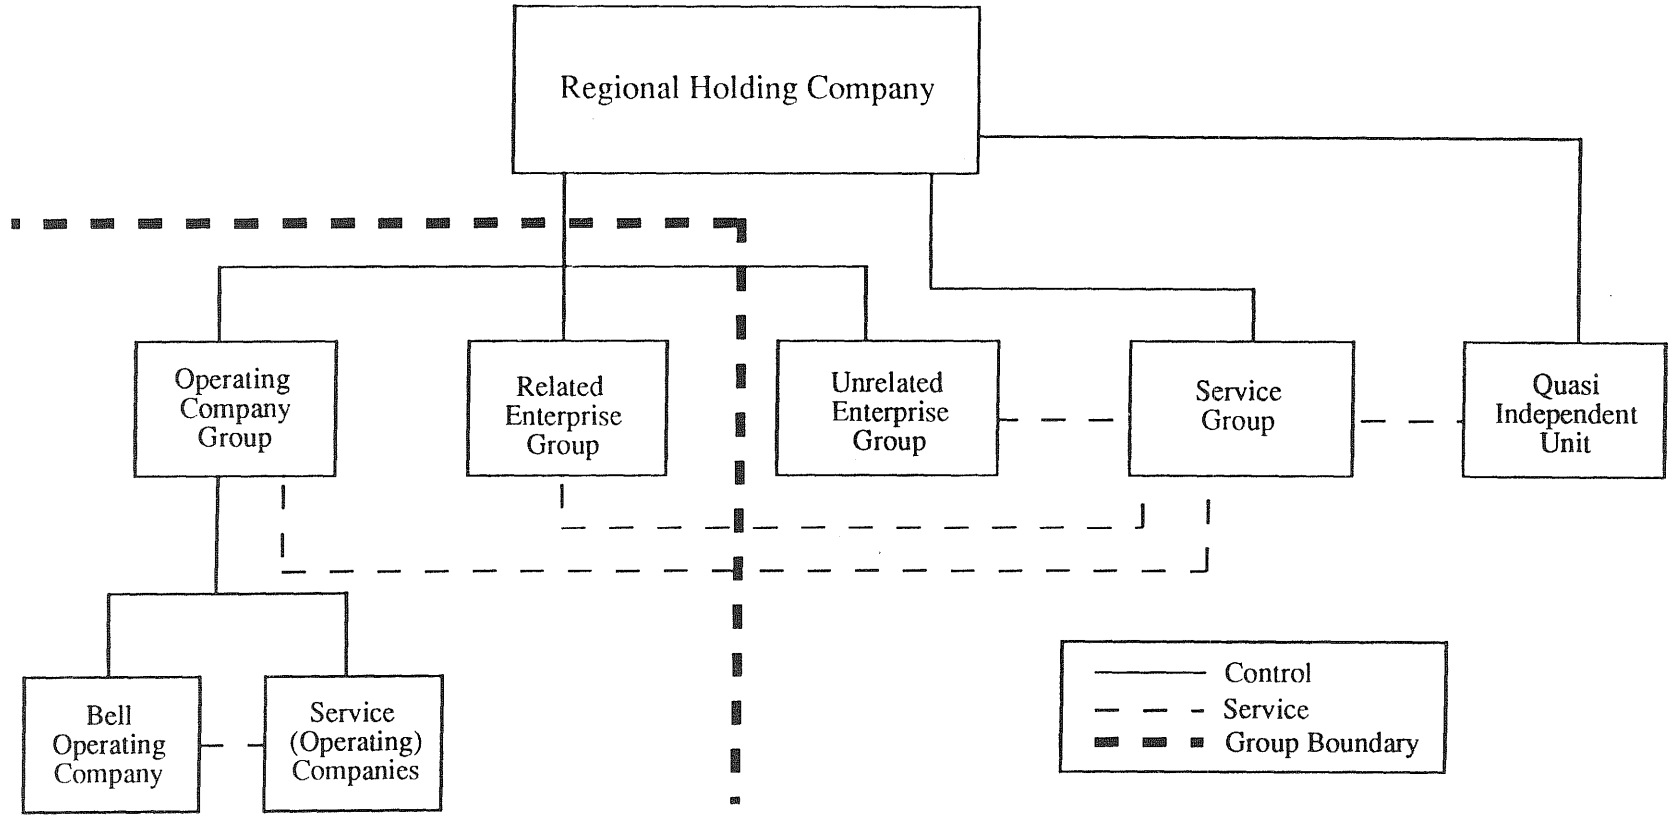 Regional Holding Company
Operating
Company
Group
Related
Enterprise
Group
Unrelated
Enterprise
Group
Service
Group
Quasi
Independent
Unit
Bell
Operating
Company
Service
(Operating)
Companies
Control
Service
Group Boundary